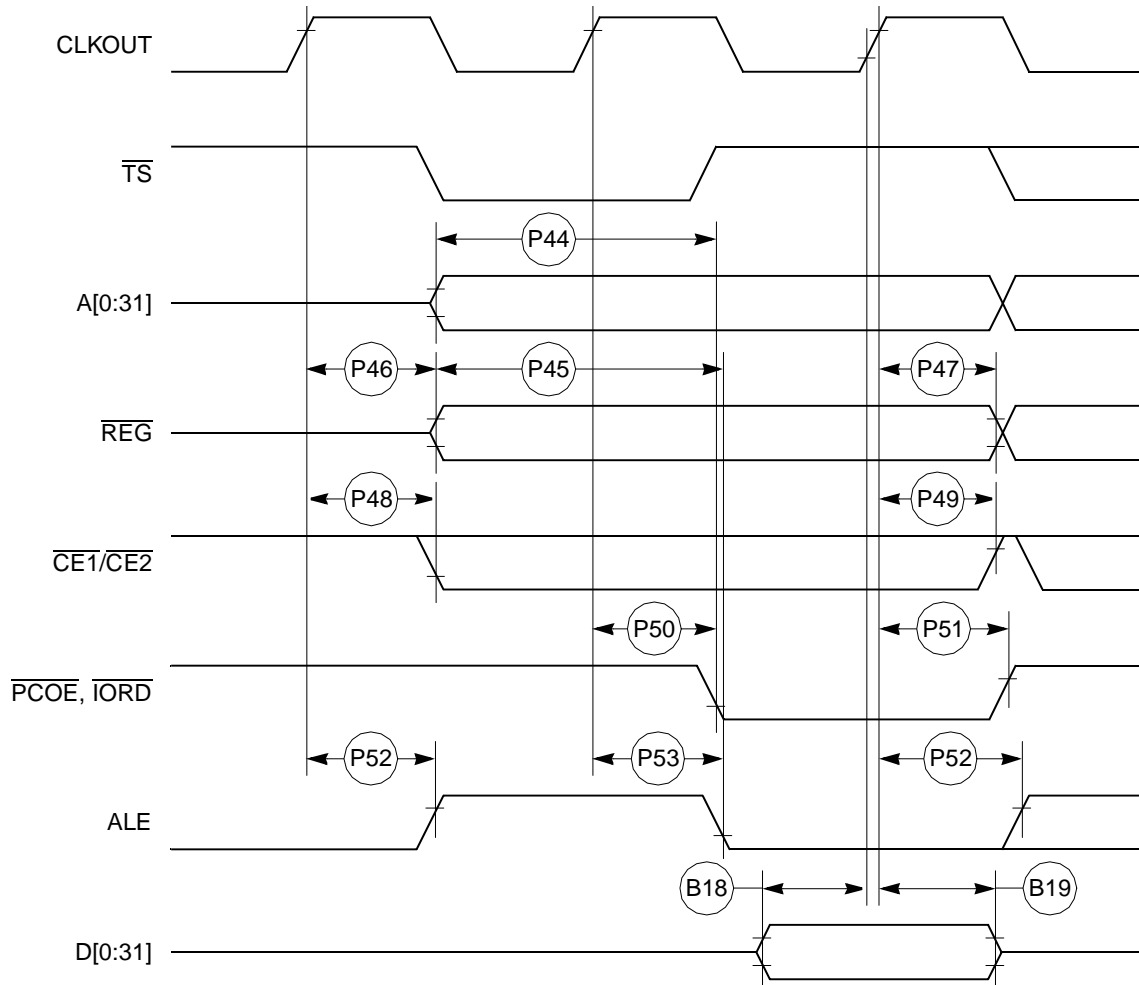 CLKOUT
TS
P44
A[0:31]
P46 P45 P47
REG
P48 P49
CE1/CE2
P50 P51
PCOE, IORD
P52 P53 P52
ALE
B18 B19
D[0:31]